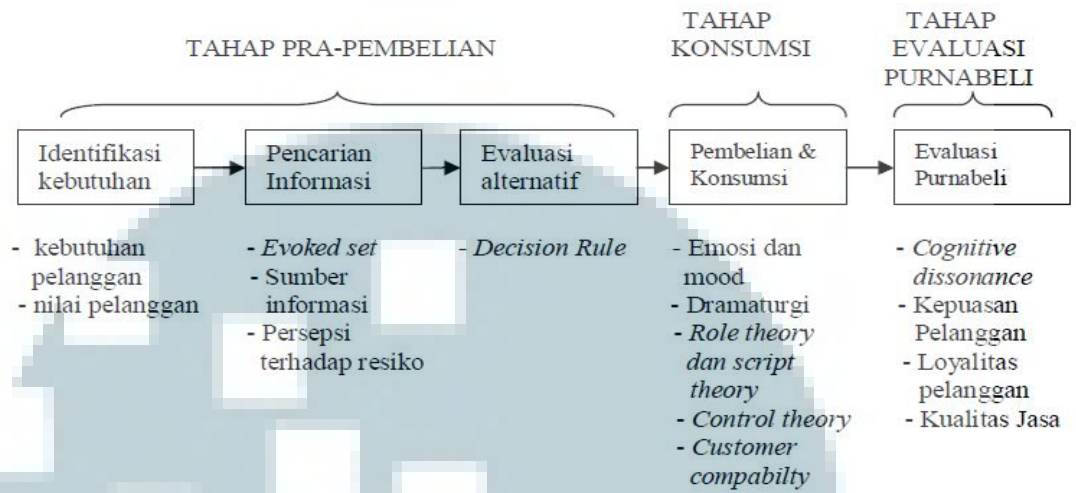 TAHAP PRA-PEMBELIAN
TAHAP
KONSUMSI
TAHAP
EVALUASI
PURNABELI
Identifikasi
kebutuhan
Pencarian
Informasi
Evaluasi
alternatif
Pembelian &
Konsumsi
Evaluasi
Purnabeli
- kebutuhan
pelanggan
- nilai pelanggan
- Evoked set
- Sumber
informasi
- Persepsi
terhadap resiko
- Decision Rule
- Emosi dan
mood
- Dramaturgi
- Role theory
dan script
theory
- Control theory
- Customer
compabilty
- Cognitive
dissonance
- Kepuasan
Pelanggan
- Loyalitas
pelanggan
- Kualitas Jasa